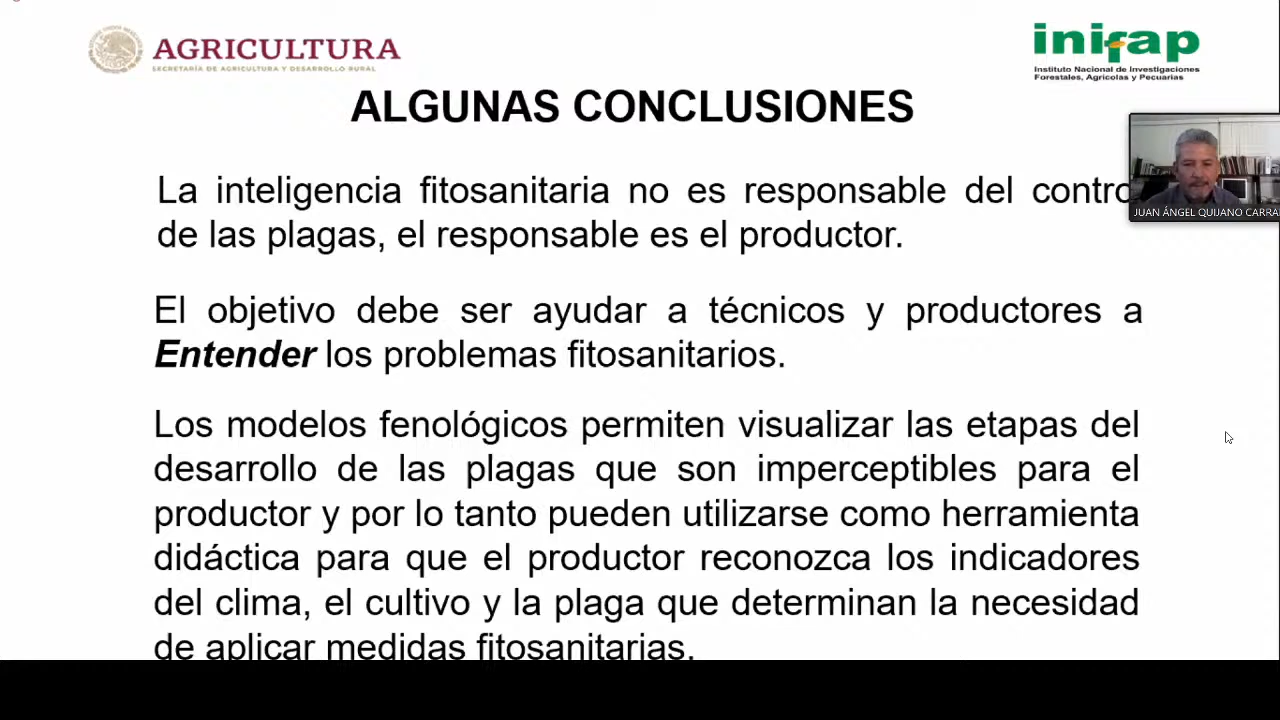 AGRICULTURA
SECRETARÍA DE AGRICULTURA Y DESARROLLO RURAL
inifap
Instituto Nacional de Investigaciones
Forestales, Agrícolas y Pecuarias
ALGUNAS CONCLUSIONES
La inteligencia fitosanitaria no es responsable del contro
de las plagas, el responsable es el productor.
JUAN ÁNGEL QUIJANO CARRA
El objetivo debe ser ayudar a técnicos y productores a
Entender los problemas fitosanitarios.
Los modelos fenológicos permiten visualizar las etapas del
desarrollo de las plagas que son imperceptibles para el
productor y por lo tanto pueden utilizarse como herramienta
didáctica para que el productor reconozca los indicadores
del clima, el cultivo y la plaga que determinan la necesidad
de aplicar medidas fitosanitarias.